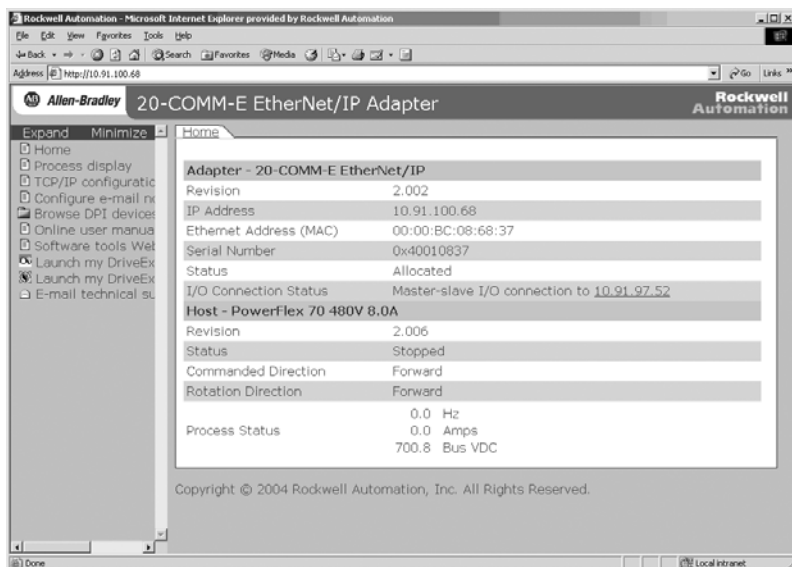 Rockwell Automation - Microsoft Internet Explorer provided by Rockwell Automation
File Edit View Favorites Tools Help
Back Search Favorites Media
Address http://10.91.100.68 Go Links »
AB Allen-Bradley 20-COMM-E EtherNet/IP Adapter Rockwell Automation
Expand Minimize
Home
Process display
TCP/IP configuratic
Configure e-mail no
Browse DPI devices
Online user manua
Software tools Web
Launch my DriveEx
Launch my DriveEx
E-mail technical su
Home
Adapter - 20-COMM-E EtherNet/IP
Revision 2.002
IP Address 10.91.100.68
Ethernet Address (MAC) 00:00:BC:08:68:37
Serial Number 0x40010837
Status Allocated
I/O Connection Status Master-slave I/O connection to 10.91.97.52
Host - PowerFlex 70 480V 8.0A
Revision 2.006
Status Stopped
Commanded Direction Forward
Rotation Direction Forward
Process Status
0.0 Hz
0.0 Amps
700.8 Bus VDC
Copyright © 2004 Rockwell Automation, Inc. All Rights Reserved.
Done Local intranet